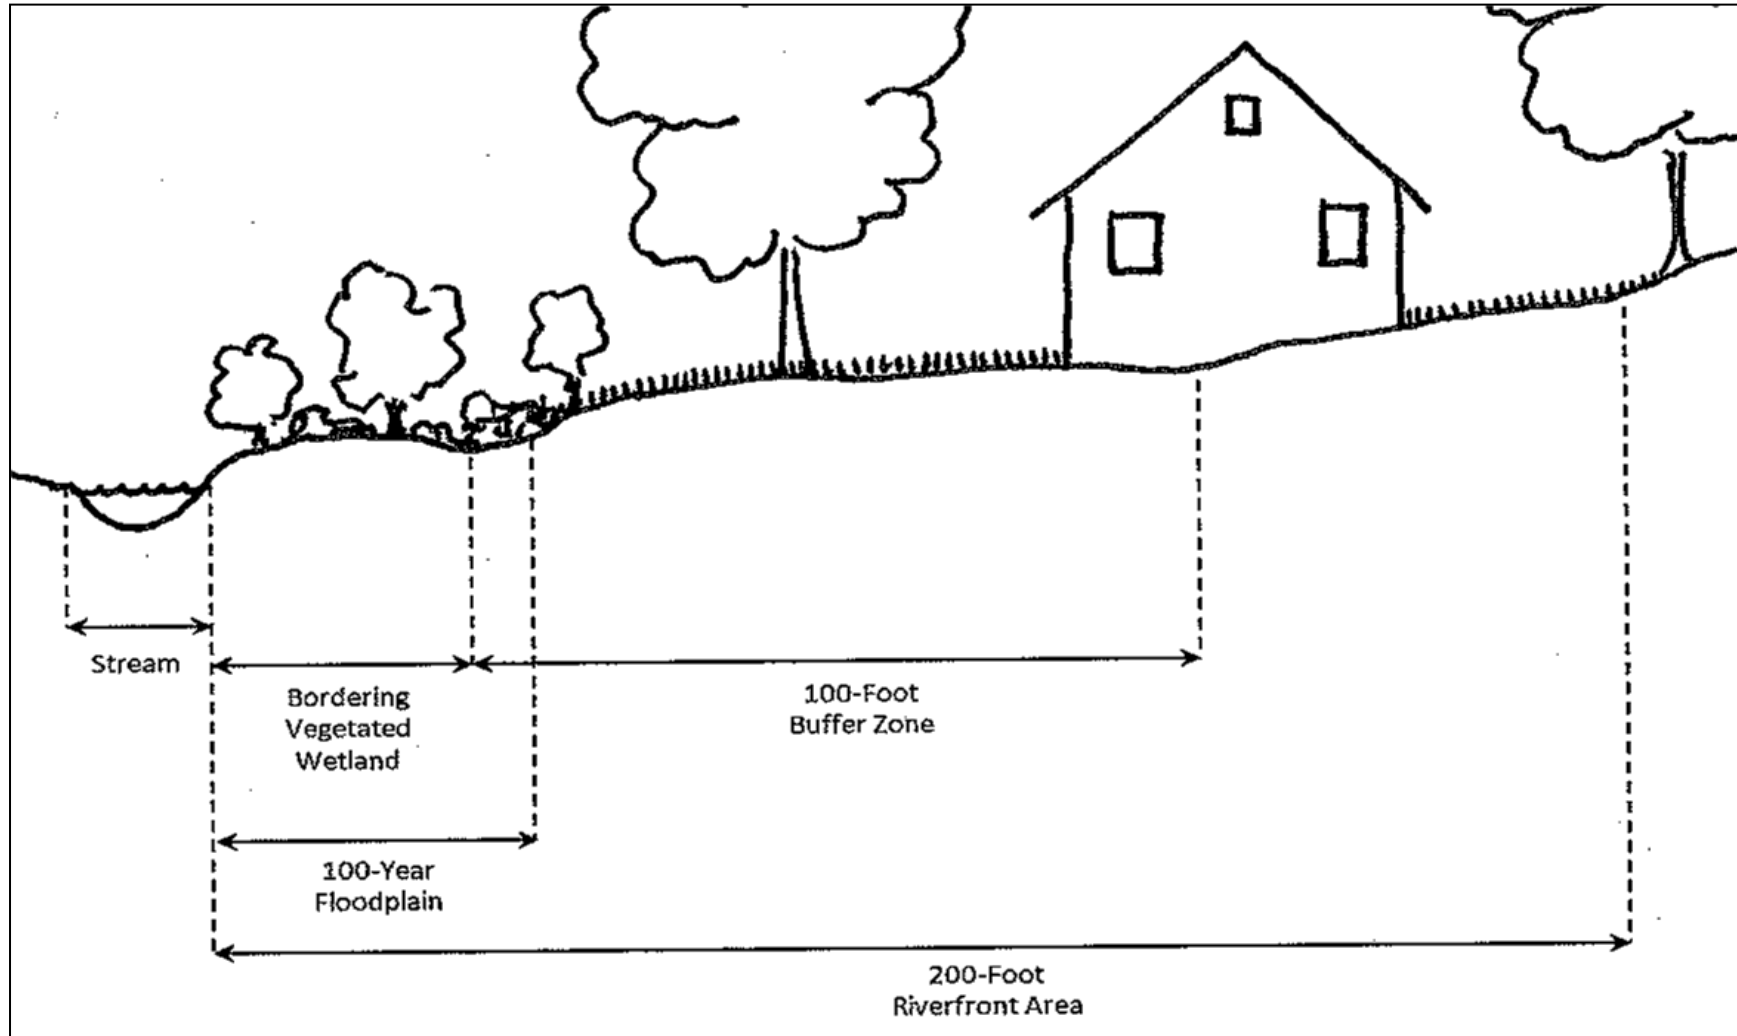 Stream
Bordering
Vegetated
Wetland
100-Foot
Buffer Zone
100-Year
Floodplain
200-Foot
Riverfront Area